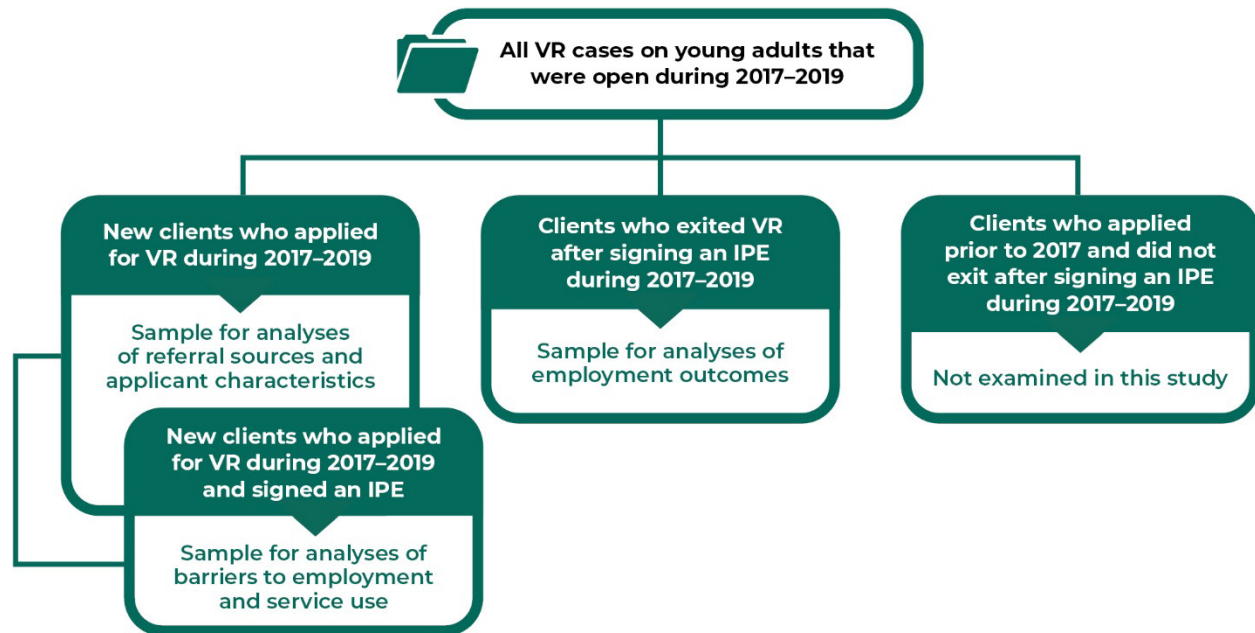 All VR cases on young adults that
were open during 2017–2019
New clients who applied
for VR during 2017–2019
Sample for analyses
of referral sources and
applicant characteristics
New clients who applied
for VR during 2017–2019
and signed an IPE
Sample for analyses of
barriers to employment
and service use
Clients who exited VR
after signing an IPE
during 2017–2019
Sample for analyses of
employment outcomes
Clients who applied
prior to 2017 and did not
exit after signing an IPE
during 2017–2019
Not examined in this study